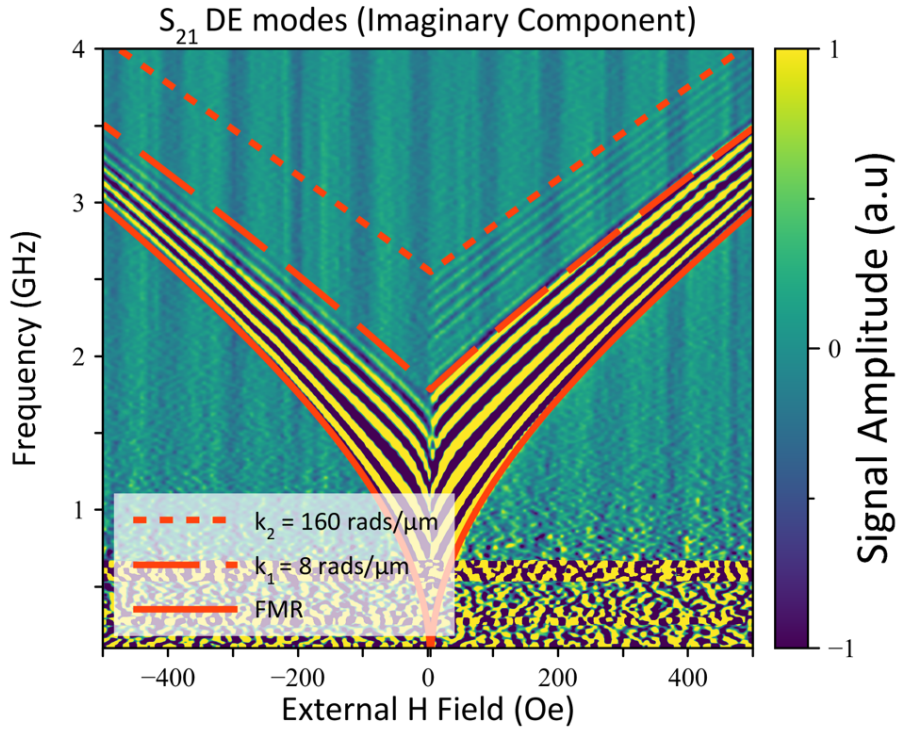 S21 DE modes (Imaginary Component)
4
3
2
1
Frequency (GHz)
k2 = 160 rads/μm
k1 = 8 rads/μm
FMR
−400
−200
0
200
400
External H Field (Oe)
1
0
−1
Signal Amplitude (a.u)